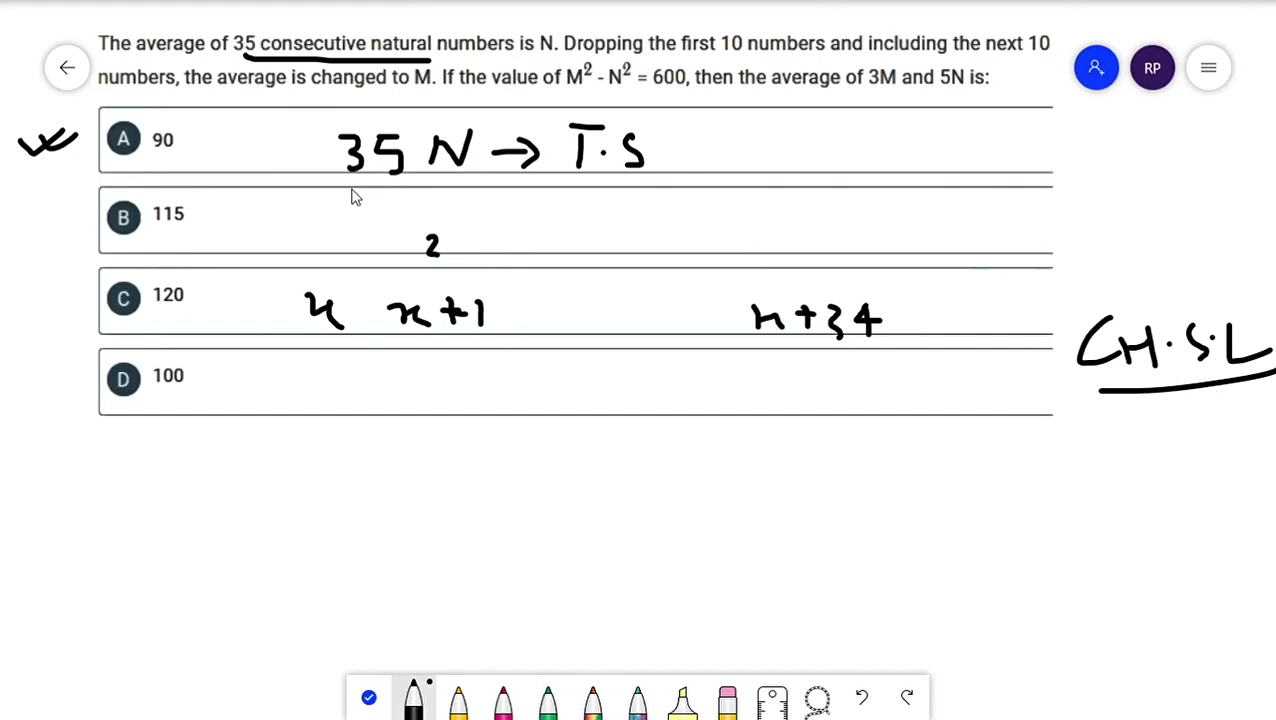 The average of 35 consecutive natural numbers is N. Dropping the first 10 numbers and including the next 10
numbers, the average is changed to M. If the value of M² - N² = 600, then the average of 3M and 5N is:
RP
A 90
35 N → T.S
B 115
2
C 120
x x+1 x+34
CH.S.L
D 100